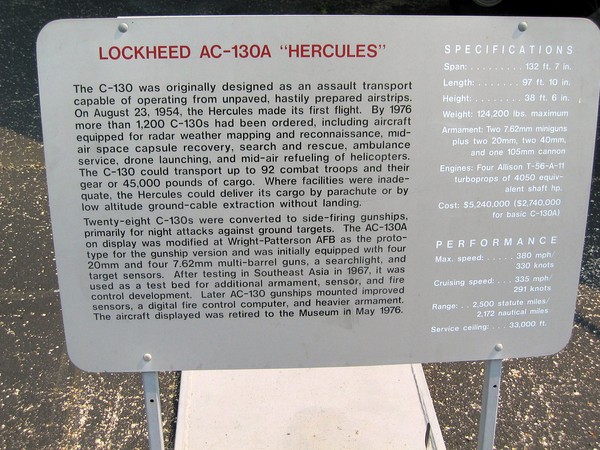 LOCKHEED AC-130A "HERCULES"
The C-130 was originally designed as an assault transport
capable of operating from unpaved, hastily prepared airstrips.
On August 23, 1954, the Hercules made its first flight. By 1976
more than 1,200 C-130s had been ordered, including aircraft
equipped for radar weather mapping and reconnaissance, mid-
air space capsule recovery, search and rescue, ambulance
service, drone launching, and mid-air refueling of helicopters.
The C-130 could transport up to 92 combat troops and their
gear or 45,000 pounds of cargo. Where facilities were inade-
quate, the Hercules could deliver its cargo by parachute or by
low altitude ground-cable extraction without landing.
Twenty-eight C-130s were converted to side-firing gunships,
primarily for night attacks against ground targets. The AC-130A
on display was modified at Wright-Patterson AFB as the proto-
type for the gunship version and was initially equipped with four
20mm and four 7.62mm multi-barrel guns, a searchlight, and
target sensors. After testing in Southeast Asia in 1967, it was
used as a test bed for additional armament, sensor, and fire
control development. Later AC-130 gunships mounted improved
sensors, a digital fire control computer, and heavier armament.
The aircraft displayed was retired to the Museum in May 1976.
SPECIFICATIONS
Span: . . . . . . . . . 132 ft. 7 in.
Length: . . . . . . . . 97 ft. 10 in.
Height: . . . . . . . . 38 ft. 6 in.
Weight: 124,200 lbs. maximum
Armament: Two 7.62mm miniguns
plus two 20mm, two 40mm,
and one 105mm cannon
Engines: Four Allison T-56-A-11
turboprops of 4050 equiv-
alent shaft hp.
Cost: $5,240,000 ($2,740,000
for basic C-130A)
PERFORMANCE
Max. speed: . . . . . 380 mph/
330 knots
Cruising speed: . . . 335 mph/
291 knots
Range: . . 2,500 statute miles/
2,172 nautical miles
Service ceiling: . . . 33,000 ft.